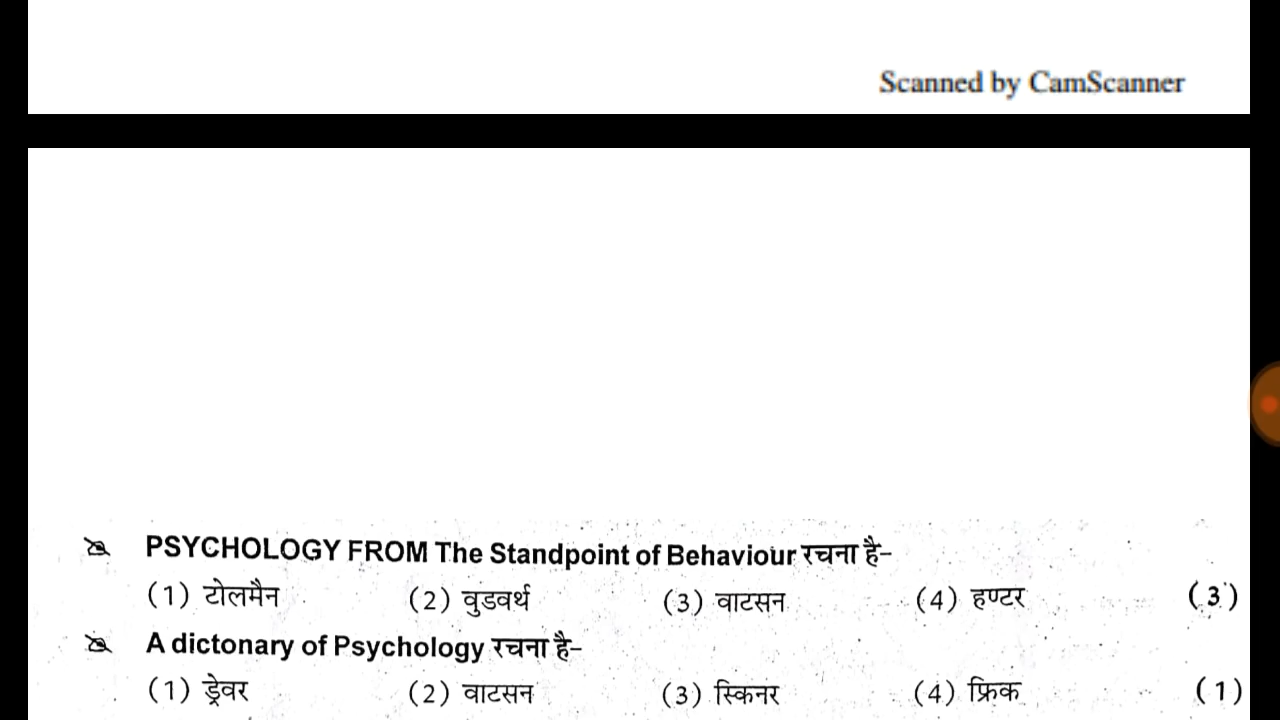 Scanned by CamScanner
PSYCHOLOGY FROM The Standpoint of Behaviour रचना है–
(1) टोलमैन (2) वुडवर्थ (3) वाटसन (4) हण्टर (3)
A dictonary of Psychology रचना है–
(1) ड्रेवर (2) वाटसन (3) स्किनर (4) फ्रिक (1)